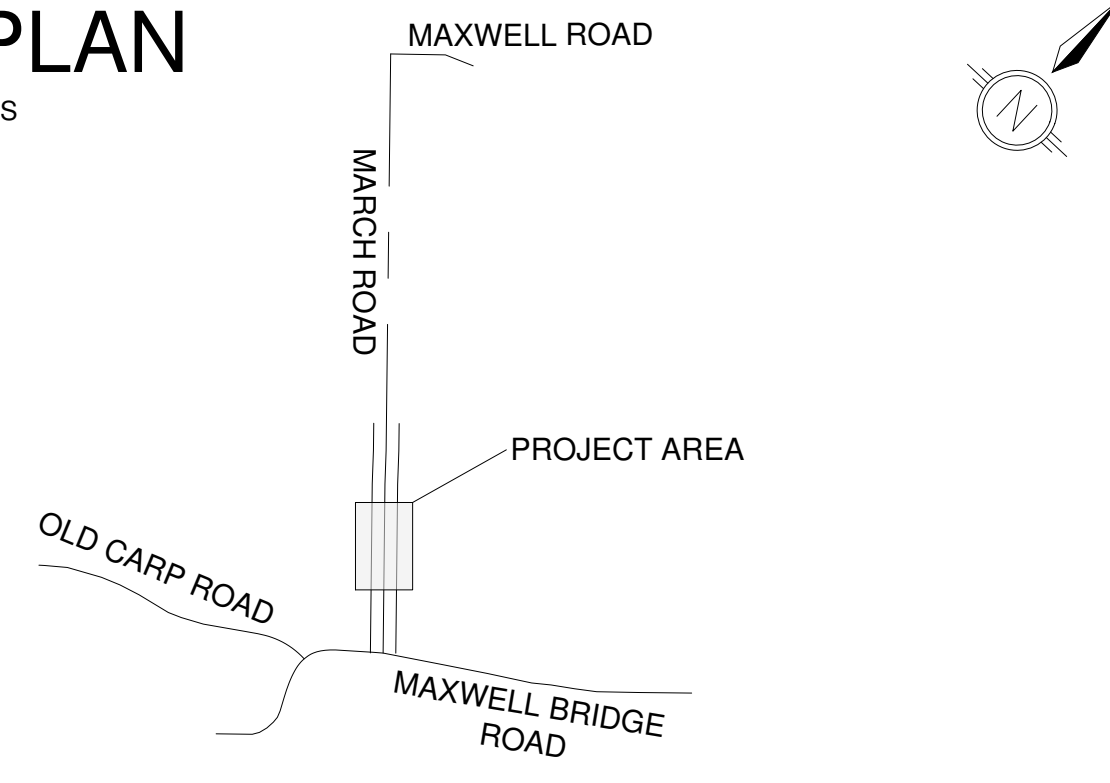 PLAN
S
MAXWELL ROAD
N
MARCH ROAD
PROJECT AREA
OLD CARP ROAD
MAXWELL BRIDGE
ROAD